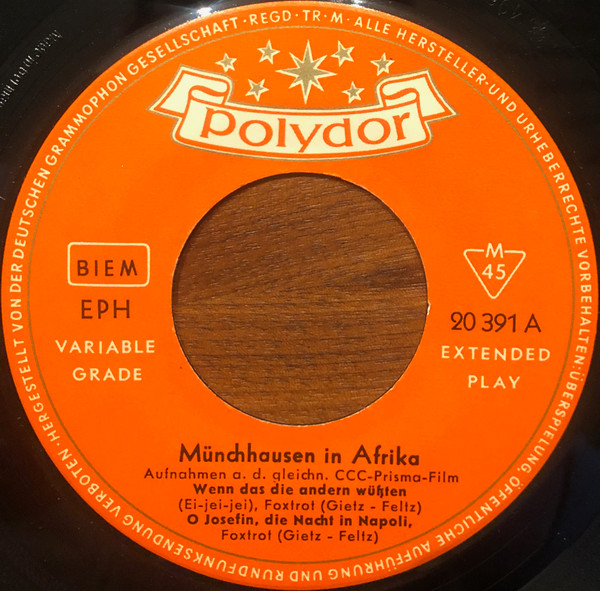 HERGESTELLT VON DER DEUTSCHEN GRAMMOPHON GESELLSCHAFT · REGD · TR · M · ALLE HERSTELLER- UND URHEBERRECHTE VORBEHALTEN: ÜBERSPIELUNG, ÖFFENTLICHE AUFFÜHRUNG UND RUNDFUNKSENDUNG VERBOTEN ·
Polydor
BIEM
EPH
VARIABLE
GRADE
M
45
20 391 A
EXTENDED
PLAY
Münchhausen in Afrika
Aufnahmen a. d. gleichn. CCC-Prisma-Film
Wenn das die andern wüßten
(Ei-jei-jei), Foxtrot (Gietz - Feltz)
O Josefin, die Nacht in Napoli,
Foxtrot (Gietz - Feltz)